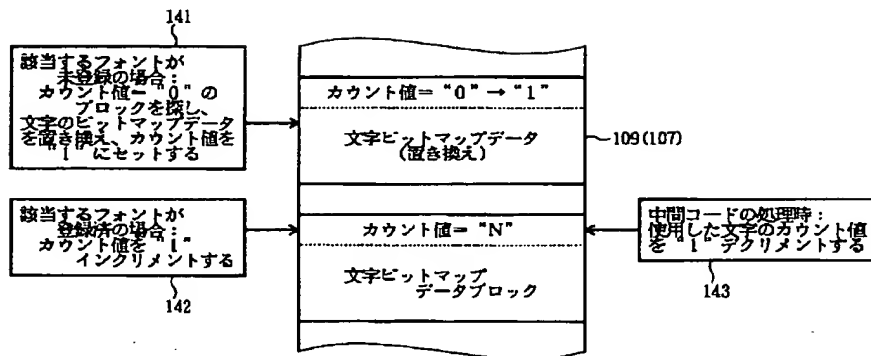 141
該当するフォントが
未登録の場合：
カウント値＝“0”の
ブロックを探し、
文字のビットマップデータ
を置き換え、カウント値を
“1”にセットする
カウント値＝“0”→“1”
文字ビットマップデータ
(置き換え)
109(107)
該当するフォントが
登録済の場合：
カウント値を“1”
インクリメントする
142
カウント値＝“N”
文字ビットマップ
データブロック
中間コードの処理時：
使用した文字のカウント値
を“1”デクリメントする
143